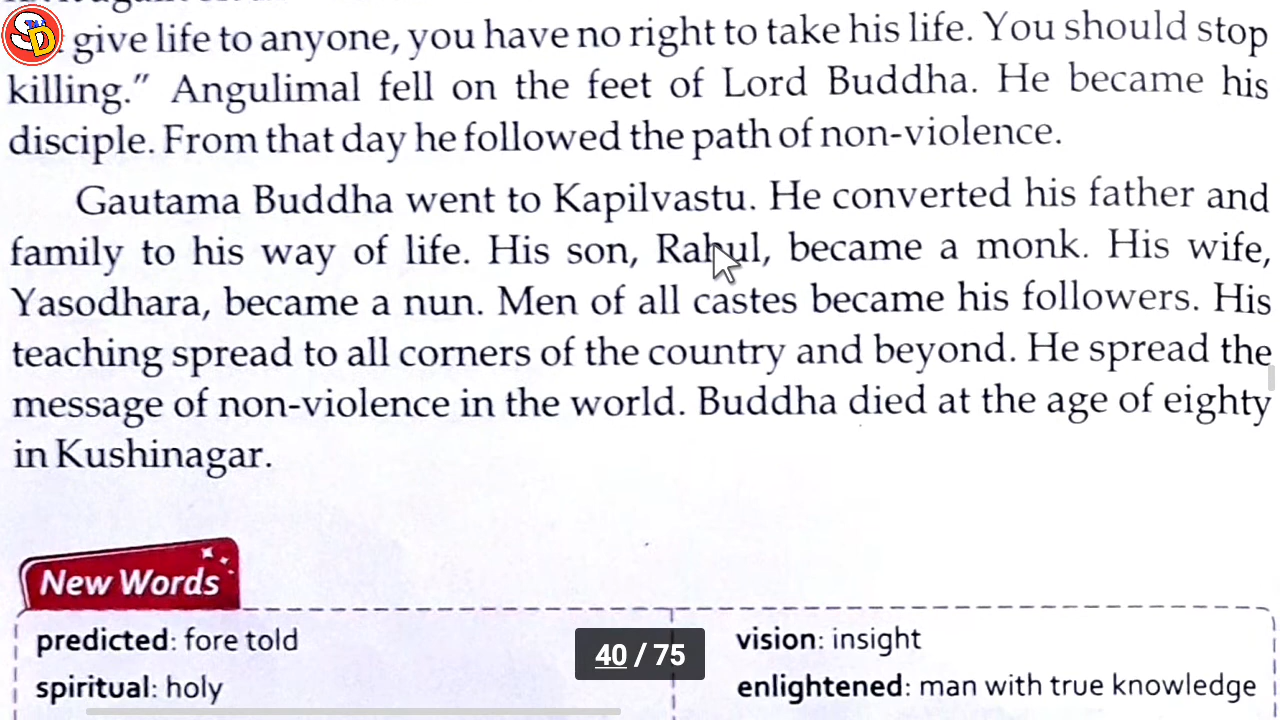 give life to anyone, you have no right to take his life. You should stop
killing." Angulimal fell on the feet of Lord Buddha. He became his
disciple. From that day he followed the path of non-violence.
Gautama Buddha went to Kapilvastu. He converted his father and
family to his way of life. His son, Rahul, became a monk. His wife,
Yasodhara, became a nun. Men of all castes became his followers. His
teaching spread to all corners of the country and beyond. He spread the
message of non-violence in the world. Buddha died at the age of eighty
in Kushinagar.
New Words
predicted: fore told
vision: insight
40 / 75
spiritual: holy
enlightened: man with true knowledge